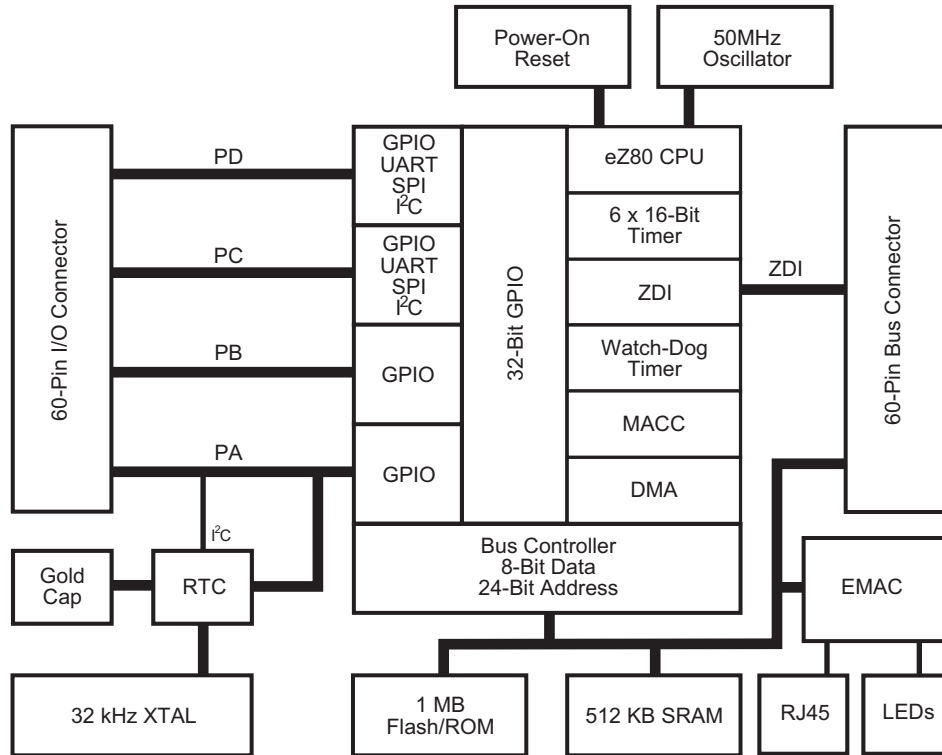 Power-On
Reset
50MHz
Oscillator
60-Pin I/O Connector
PD
PC
PB
PA
GPIO
UART
SPI
I²C
GPIO
UART
SPI
I²C
GPIO
GPIO
32-Bit GPIO
eZ80 CPU
6 x 16-Bit
Timer
ZDI
Watch-Dog
Timer
MACC
DMA
ZDI
60-Pin Bus Connector
I²C
Gold
Cap
RTC
Bus Controller
8-Bit Data
24-Bit Address
EMAC
32 kHz XTAL
1 MB
Flash/ROM
512 KB SRAM
RJ45
LEDs